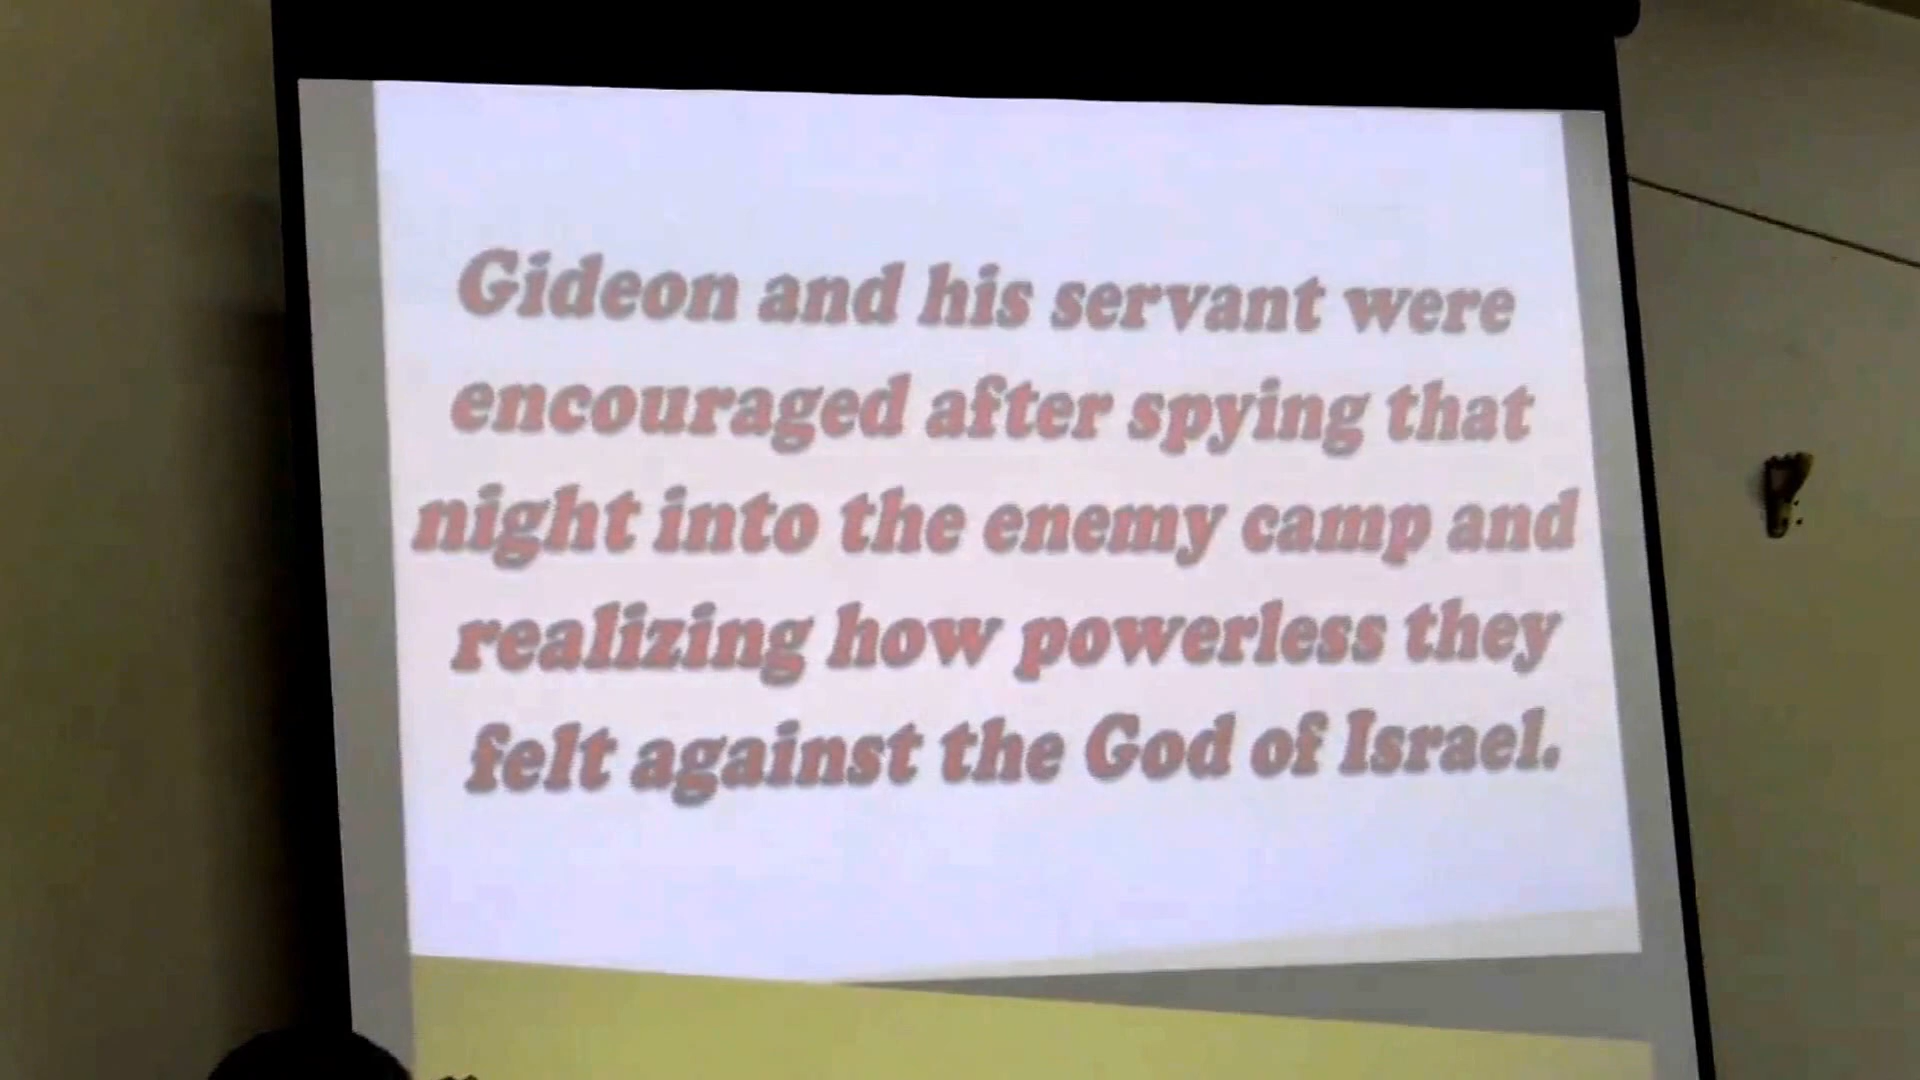 Gideon and his servant were
encouraged after spying that
night into the enemy camp and
realizing how powerless they
felt against the God of Israel.